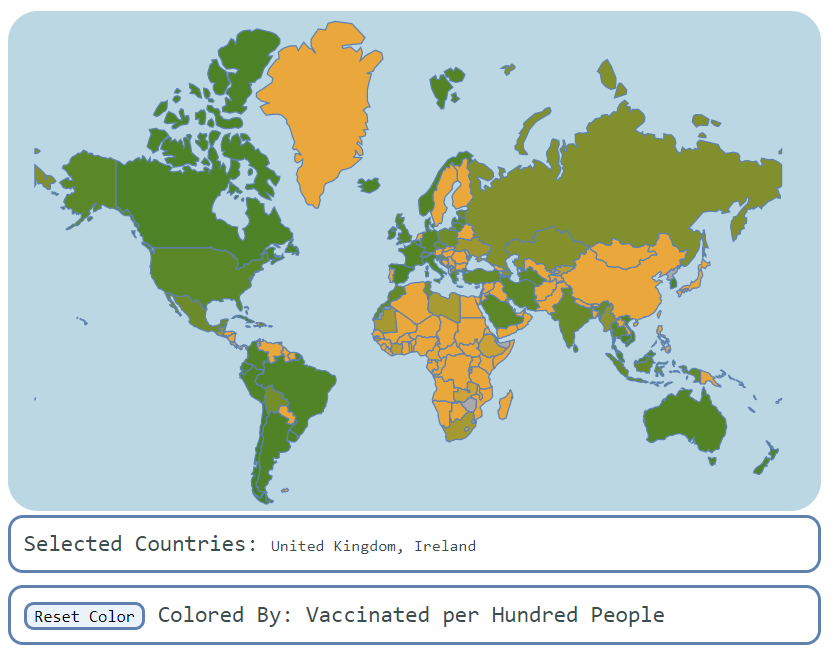 Selected Countries: United Kingdom, Ireland
Reset Color Colored By: Vaccinated per Hundred People